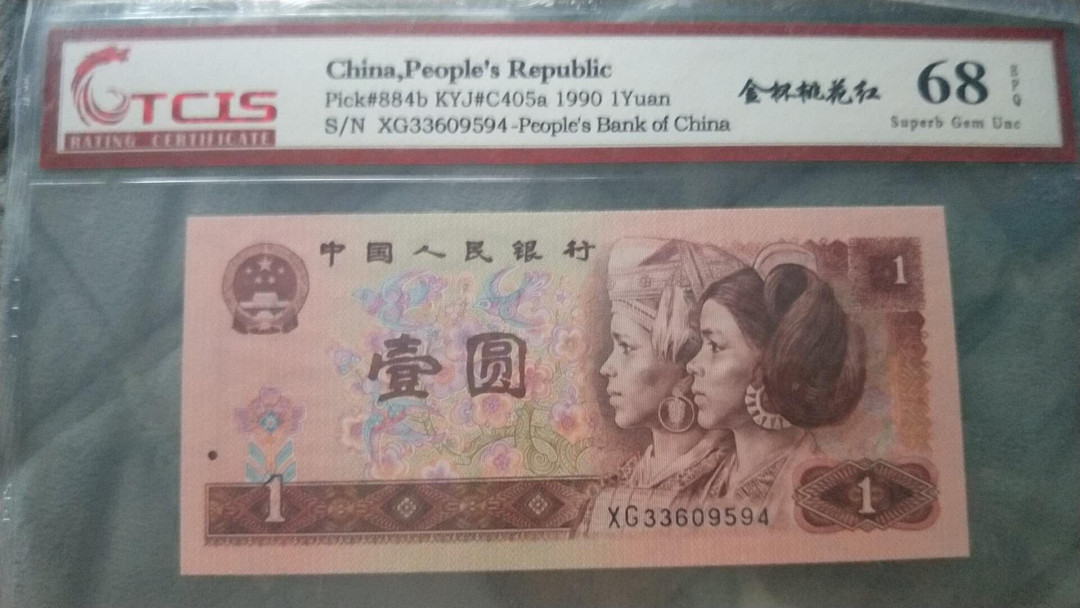 TCIS
RATING CERTIFICATE
China,People's Republic
Pick#884b KYJ#C405a 1990 1Yuan
S/N XG33609594-People's Bank of China
金杯桃花红
68
EPQ
Superb Gem Unc
中国人民银行
1
壹圆
1
1
XG33609594